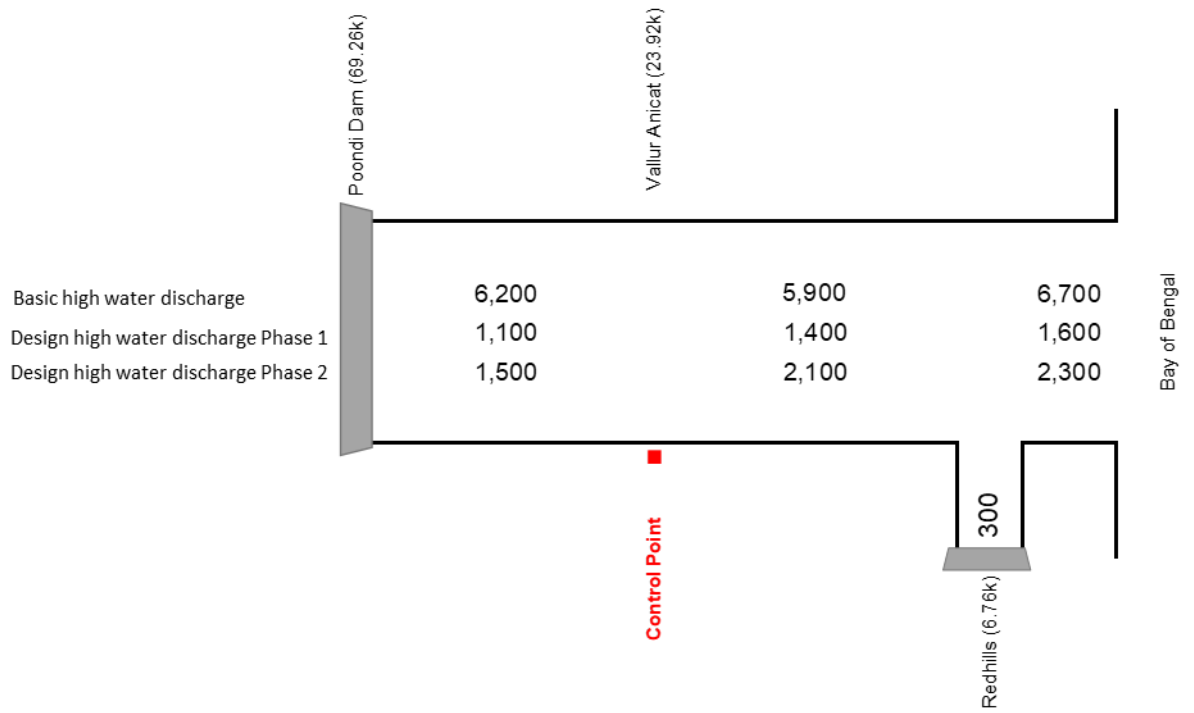 Poondi Dam (69.26k)
Vallur Anicat (23.92k)
Basic high water discharge 6,200 5,900 6,700
Design high water discharge Phase 1 1,100 1,400 1,600
Design high water discharge Phase 2 1,500 2,100 2,300
Bay of Bengal
Control Point
300
Redhills (6.76k)